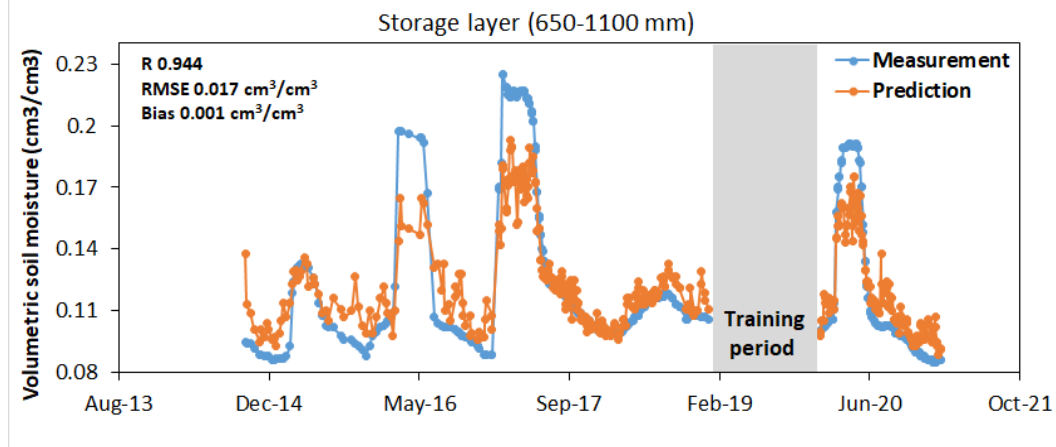 Storage layer (650-1100 mm)
Volumetric soil moisture (cm3/cm3)
0.23
0.2
0.17
0.14
0.11
0.08
R 0.944
RMSE 0.017 cm³/cm³
Bias 0.001 cm³/cm³
Measurement
Prediction
Training
period
Aug-13 Dec-14 May-16 Sep-17 Feb-19 Jun-20 Oct-21